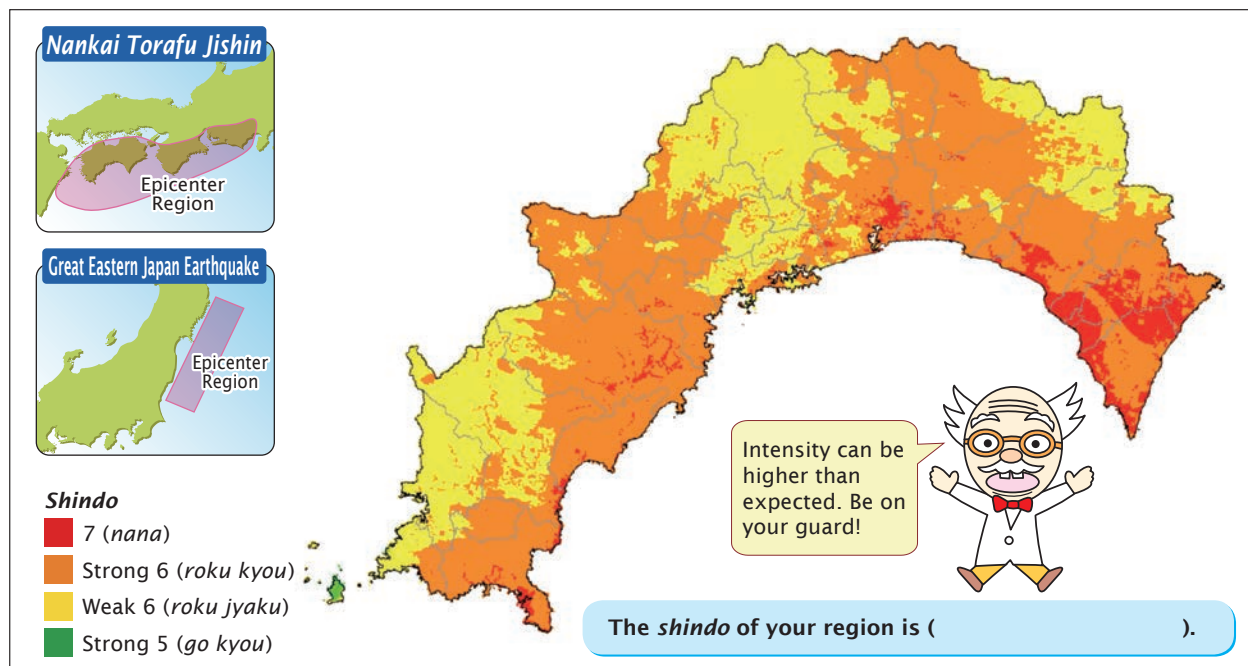 Nankai Torafu Jishin
Epicenter
Region
Great Eastern Japan Earthquake
Epicenter
Region
Shindo
7 (nana)
Strong 6 (roku kyou)
Weak 6 (roku jyaku)
Strong 5 (go kyou)
Intensity can be
higher than
expected. Be on
your guard!
The shindo of your region is (                    ).